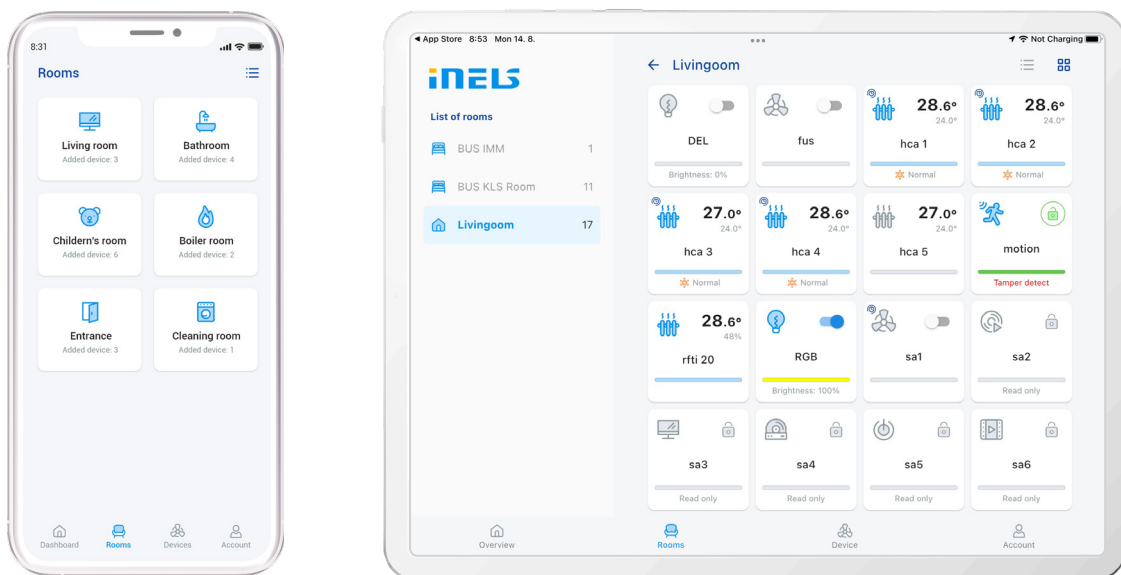 8:31
Rooms
Living room
Added device: 3
Bathroom
Added device: 4
Childern's room
Added device: 6
Boiler room
Added device: 2
Entrance
Added device: 3
Cleaning room
Added device: 1
Dashboard
Rooms
Devices
Account
App Store 8:53 Mon 14. 8.
Not Charging
iNELS
List of rooms
BUS IMM 1
BUS KLS Room 11
Livingoom 17
Livingoom
DEL
Brightness: 0%
fus
28.6°
24.0°
hca 1
Normal
28.6°
24.0°
hca 2
Normal
27.0°
24.0°
hca 3
Normal
28.6°
24.0°
hca 4
Normal
27.0°
24.0°
hca 5
motion
Tamper detect
28.6°
48%
rfti 20
RGB
Brightness: 100%
sa1
sa2
Read only
sa3
Read only
sa4
Read only
sa5
Read only
sa6
Read only
Overview
Rooms
Device
Account